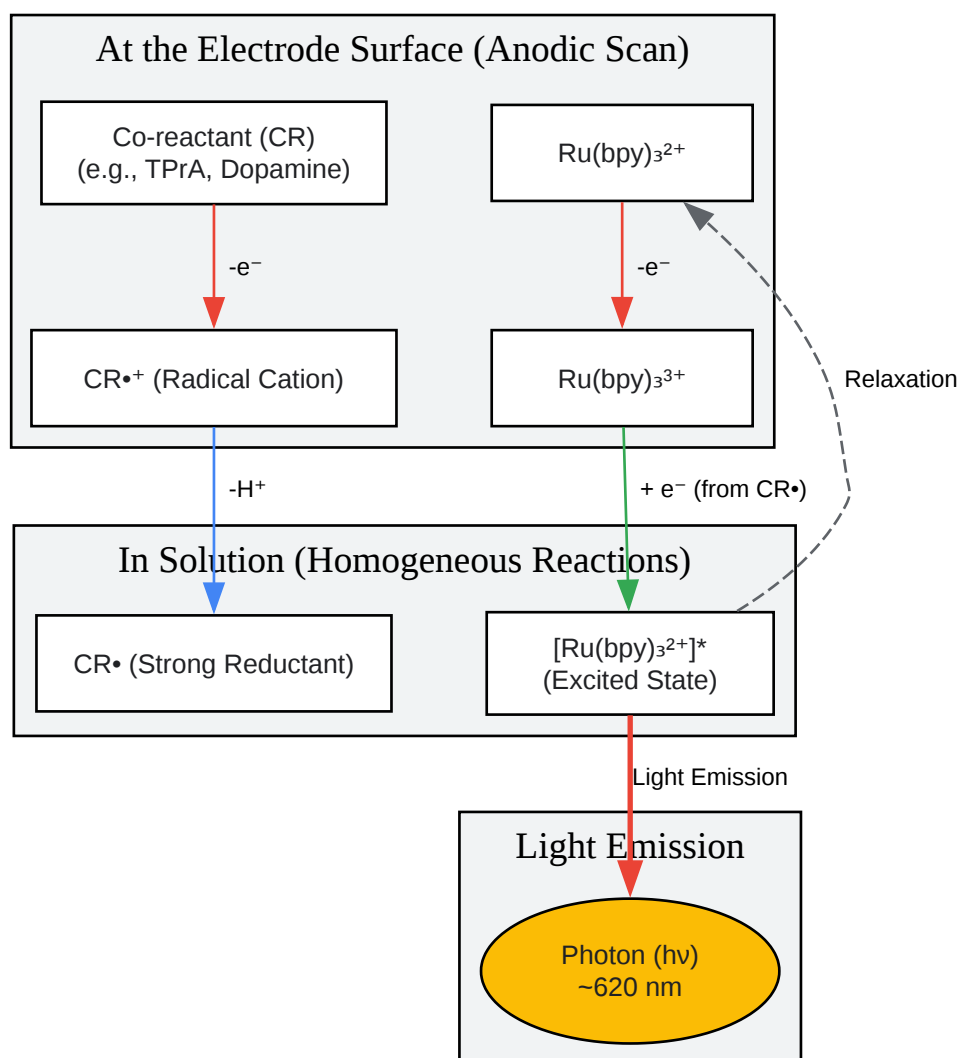 At the Electrode Surface (Anodic Scan)
Co-reactant (CR)
(e.g., TPrA, Dopamine)
Ru(bpy)₃²⁺
-e⁻
-e⁻
CR•⁺ (Radical Cation)
Ru(bpy)₃³⁺
Relaxation
-H⁺
+ e⁻ (from CR•)
In Solution (Homogeneous Reactions)
CR• (Strong Reductant)
[Ru(bpy)₃²⁺]*
(Excited State)
Light Emission
Light Emission
Photon (hν)
~620 nm